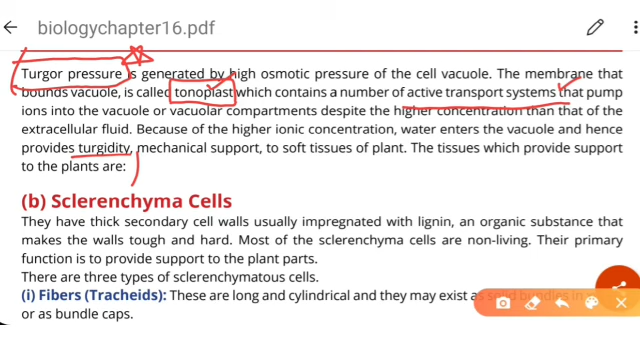 biologychapter16.pdf
Turgor pressure is generated by high osmotic pressure of the cell vacuole. The membrane that
bounds vacuole, is called tonoplast which contains a number of active transport systems that pump
ions into the vacuole or vacuolar compartments despite the higher concentration than that of the
extracellular fluid. Because of the higher ionic concentration, water enters the vacuole and hence
provides turgidity, mechanical support, to soft tissues of plant. The tissues which provide support
to the plants are:
(b) Sclerenchyma Cells
They have thick secondary cell walls usually impregnated with lignin, an organic substance that
makes the walls tough and hard. Most of the sclerenchyma cells are non-living. Their primary
function is to provide support to the plant parts.
There are three types of sclerenchymatous cells.
(i) Fibers (Tracheids): These are long and cylindrical and they may exist as solid bundles in
or as bundle caps.